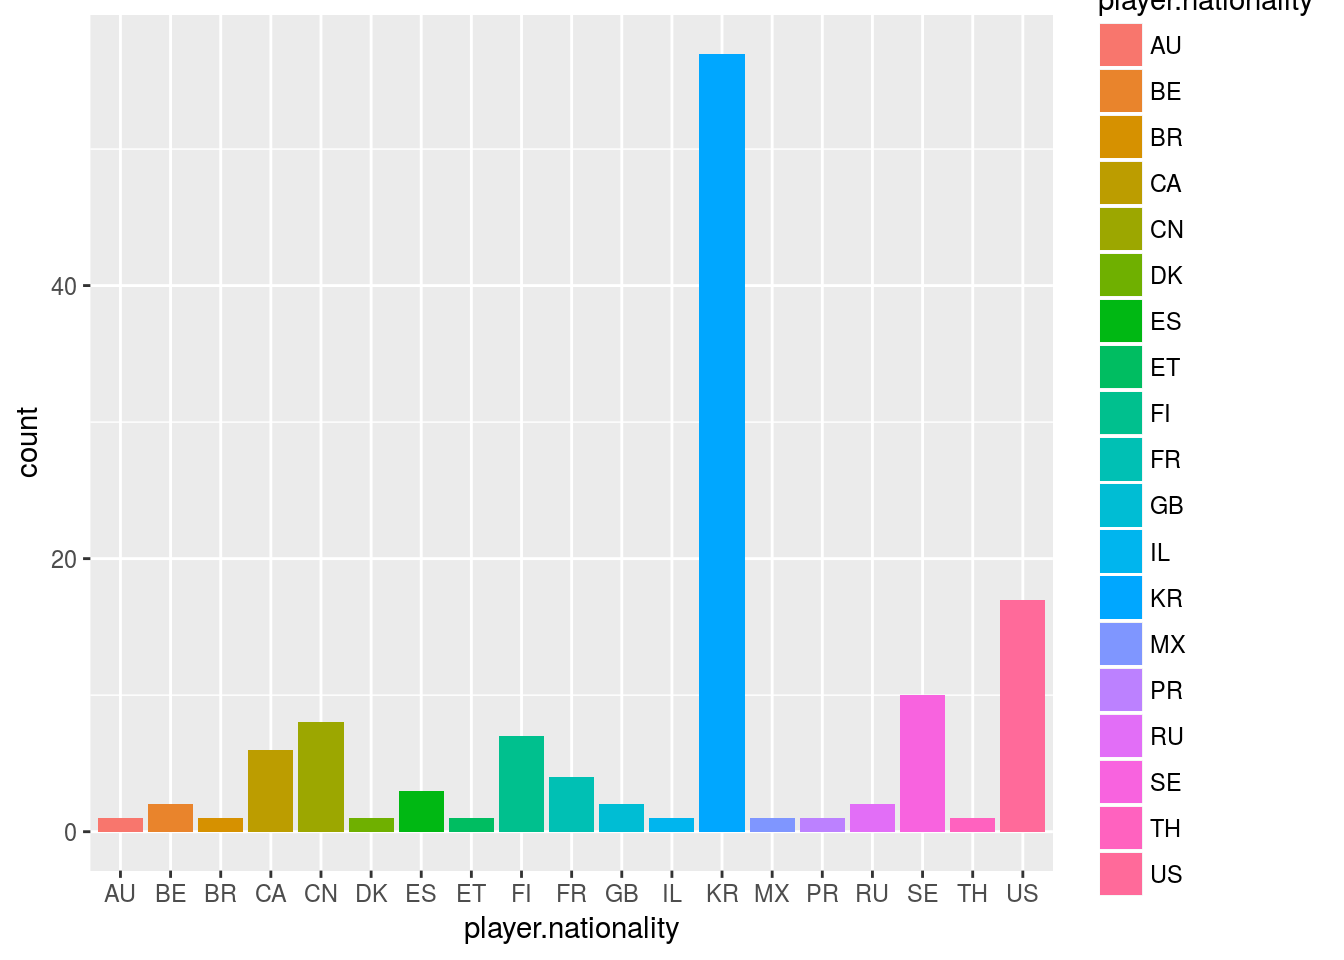 player.nationality
AU
BE
BR
CA
CN
DK
ES
ET
FI
FR
GB
IL
KR
MX
PR
RU
SE
TH
US
40
20
0
count
AU BE BR CA CN DK ES ET FI FR GB IL KR MX PR RU SE TH US
player.nationality